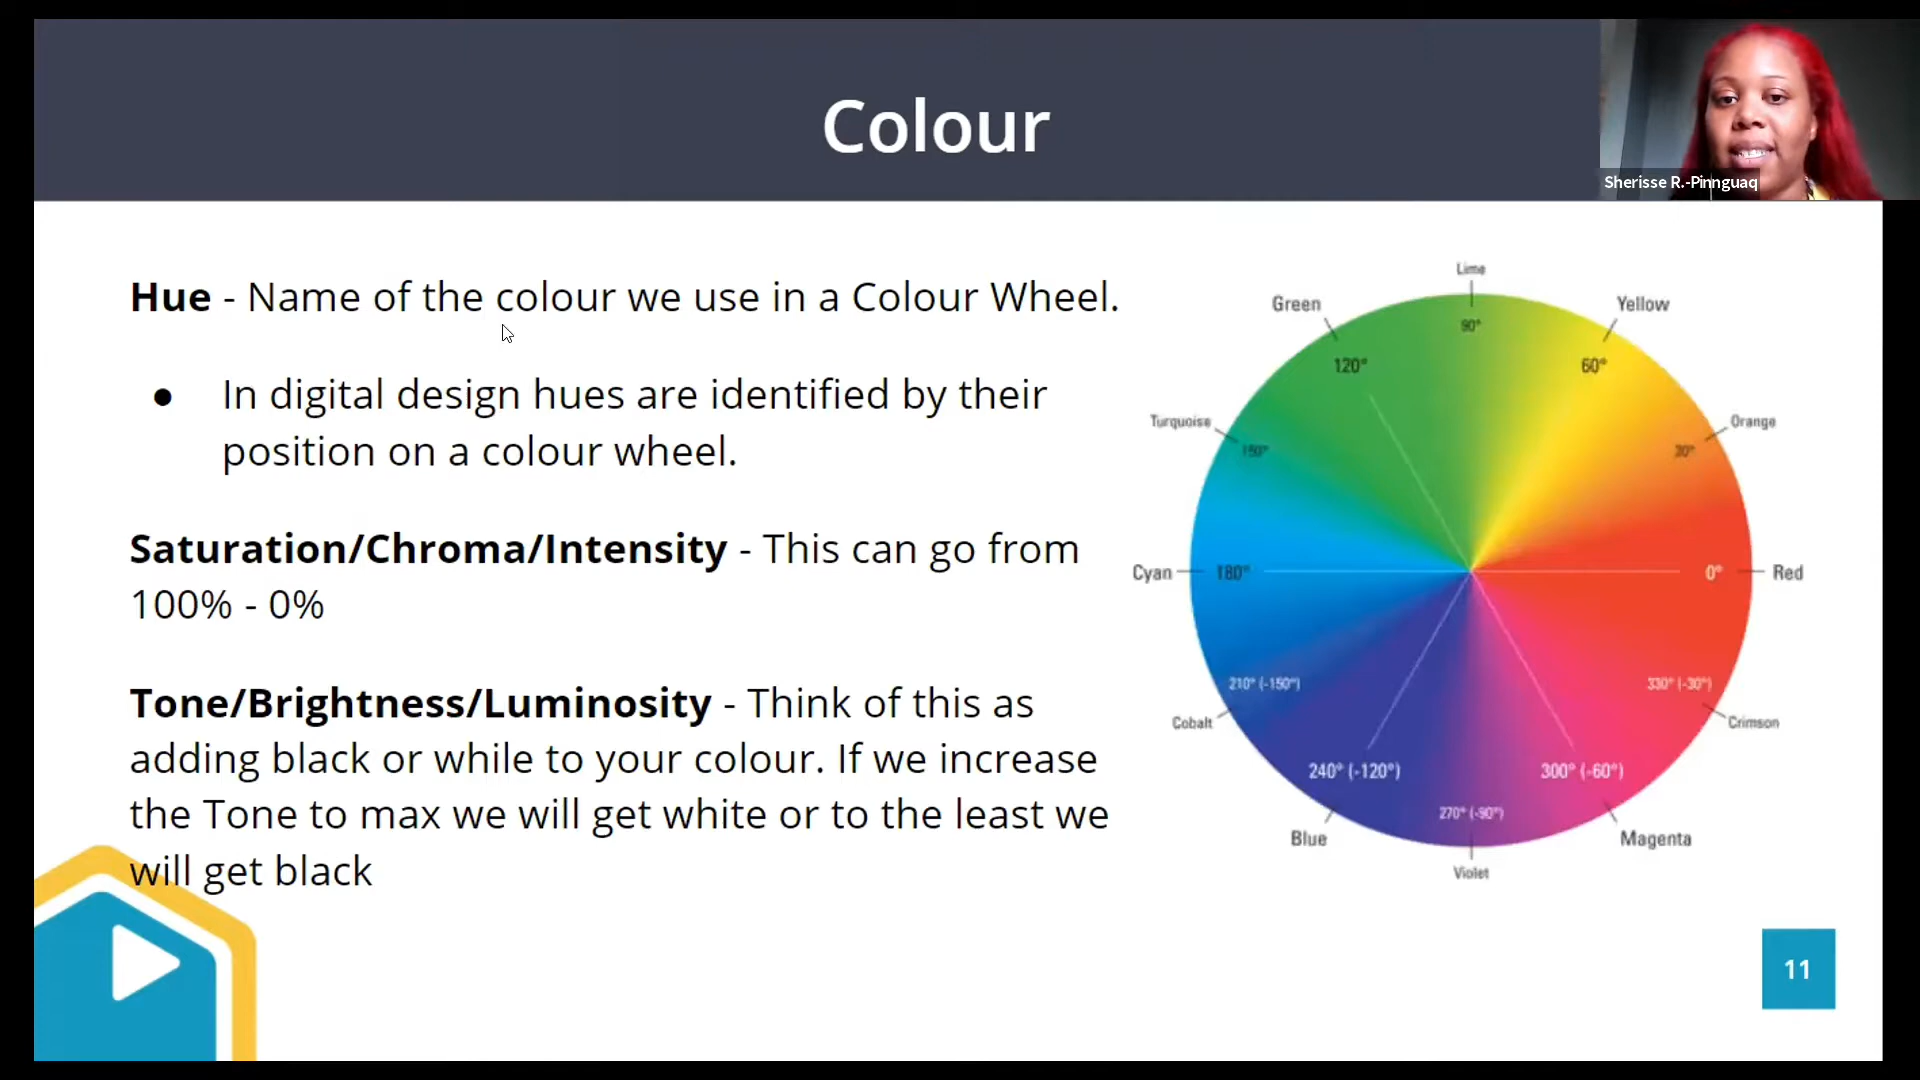 Colour
Sherisse R.-Pinnguaq
Hue - Name of the colour we use in a Colour Wheel.
● In digital design hues are identified by their
position on a colour wheel.
Saturation/Chroma/Intensity - This can go from
100% - 0%
Tone/Brightness/Luminosity - Think of this as
adding black or while to your colour. If we increase
the Tone to max we will get white or to the least we
will get black
Lime
Green
Yellow
90°
120°
60°
Turquoise
Orange
150°
30°
Cyan
180°
0°
Red
210° (-150°)
330° (-30°)
Cobalt
Crimson
240° (-120°)
300° (-60°)
270° (-90°)
Blue
Magenta
Violet
11